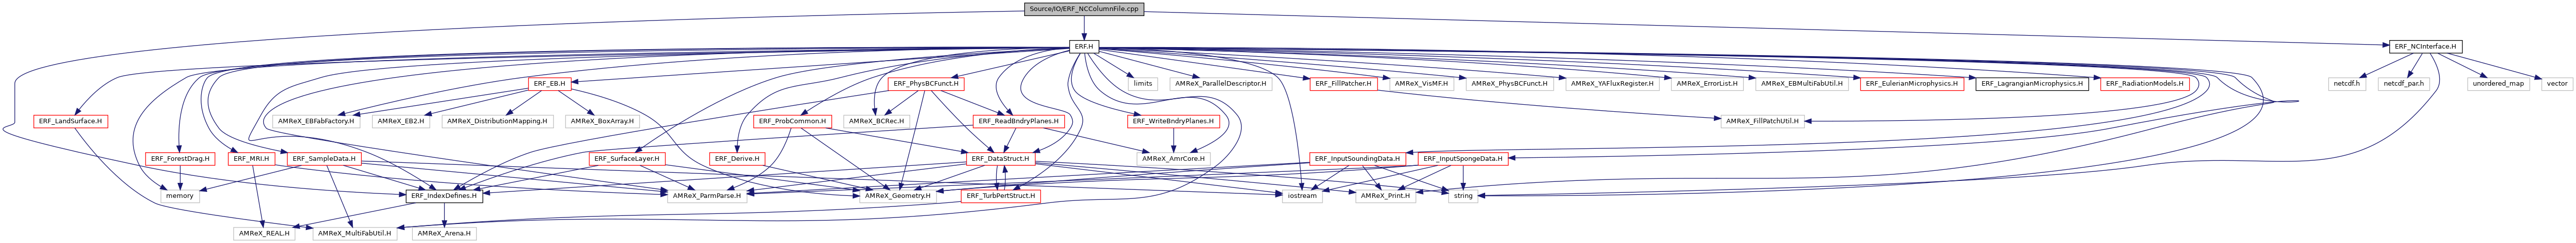 Source/IO/ERF_NCColumnFile.cpp
ERF.H
ERF_NCInterface.H
ERF_EB.H
ERF_PhysBCFunct.H
limits
AMReX_ParallelDescriptor.H
ERF_FillPatcher.H
AMReX_VisMF.H
AMReX_PhysBCFunct.H
AMReX_YAFluxRegister.H
AMReX_ErrorList.H
AMReX_EBMultiFabUtil.H
ERF_EulerianMicrophysics.H
ERF_LagrangianMicrophysics.H
ERF_RadiationModels.H
netcdf.h
netcdf_par.h
unordered_map
vector
ERF_LandSurface.H
AMReX_EBFabFactory.H
AMReX_EB2.H
AMReX_DistributionMapping.H
AMReX_BoxArray.H
ERF_ProbCommon.H
AMReX_BCRec.H
ERF_ReadBndryPlanes.H
ERF_WriteBndryPlanes.H
AMReX_FillPatchUtil.H
ERF_ForestDrag.H
ERF_MRI.H
ERF_SampleData.H
ERF_SurfaceLayer.H
ERF_Derive.H
ERF_DataStruct.H
AMReX_AmrCore.H
ERF_InputSoundingData.H
ERF_InputSpongeData.H
memory
ERF_IndexDefines.H
AMReX_ParmParse.H
AMReX_Geometry.H
ERF_TurbPertStruct.H
iostream
AMReX_Print.H
string
AMReX_REAL.H
AMReX_MultiFabUtil.H
AMReX_Arena.H